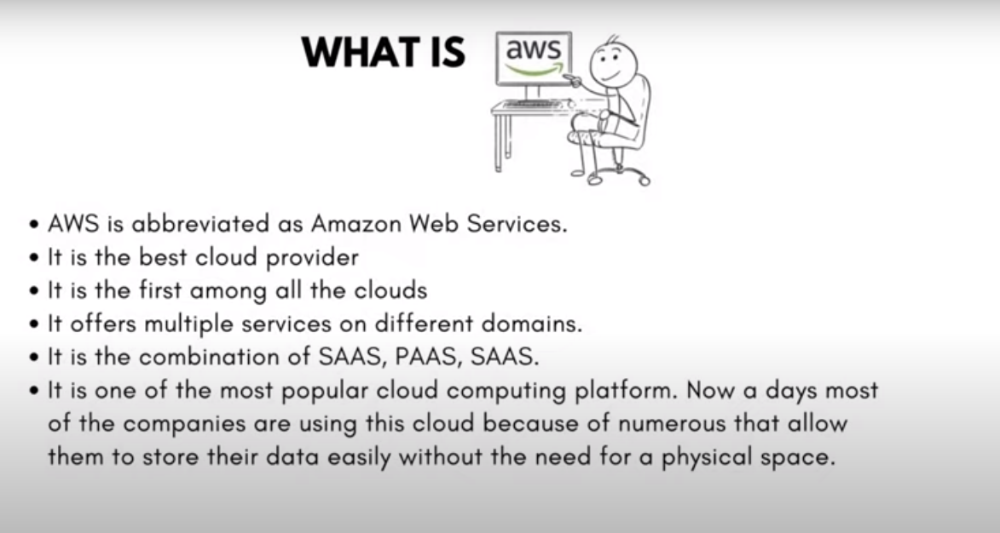 WHAT IS aws
• AWS is abbreviated as Amazon Web Services.
• It is the best cloud provider
• It is the first among all the clouds
• It offers multiple services on different domains.
• It is the combination of SAAS, PAAS, SAAS.
• It is one of the most popular cloud computing platform. Now a days most
of the companies are using this cloud because of numerous that allow
them to store their data easily without the need for a physical space.